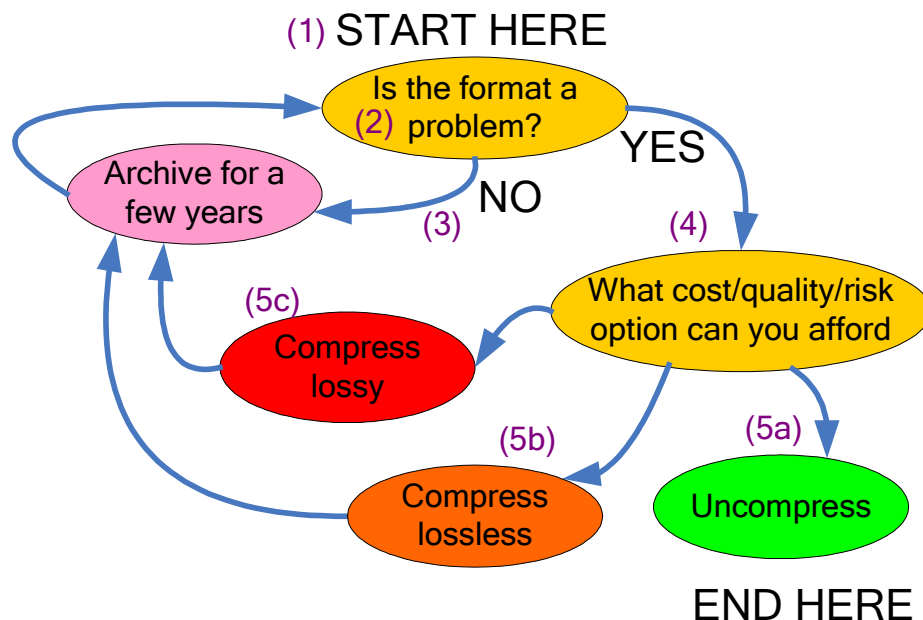 (1) START HERE
Is the format a
(2) problem?
YES
Archive for a
few years
NO
(3)
(4)
What cost/quality/risk
option can you afford
(5c)
Compress
lossy
(5b)
(5a)
Compress
lossless
Uncompress
END HERE